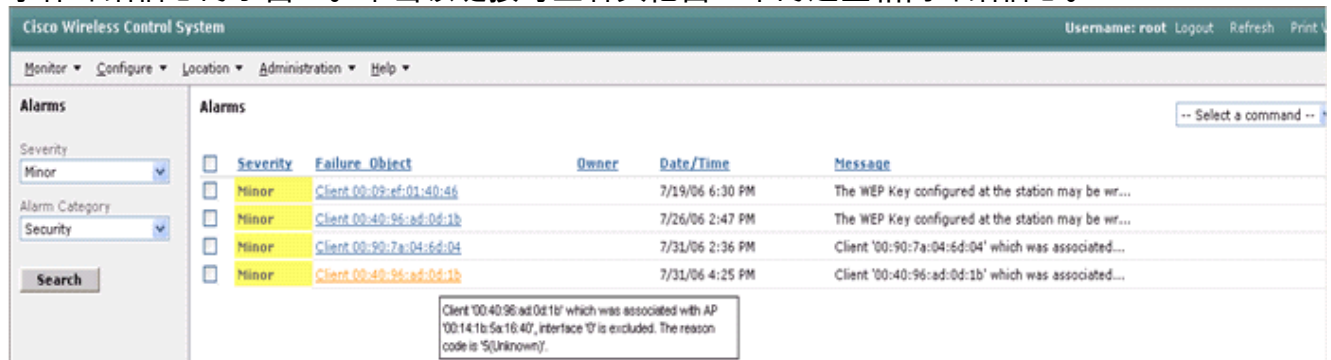 Cisco Wireless Control System
Username: root Logout Refresh Print
Monitor Configure Location Administration Help
Alarms
Severity
Minor
Alarm Category
Security
Search
Alarms
-- Select a command --
Severity Failure Object Owner Date/Time Message
Minor Client 00:09:ef:01:40:46 7/19/06 6:30 PM The WEP Key configured at the station may be wr...
Minor Client 00:40:96:ad:0d:1b 7/26/06 2:47 PM The WEP Key configured at the station may be wr...
Minor Client 00:90:7a:04:6d:04 7/31/06 2:36 PM Client '00:90:7a:04:6d:04' which was associated...
Minor Client 00:40:96:ad:0d:1b 7/31/06 4:25 PM Client '00:40:96:ad:0d:1b' which was associated...
Client '00:40:96:ad:0d:1b' which was associated with AP
'00:14:1b:5a:16:40', interface '0' is excluded. The reason
code is '5(Unknown)'.